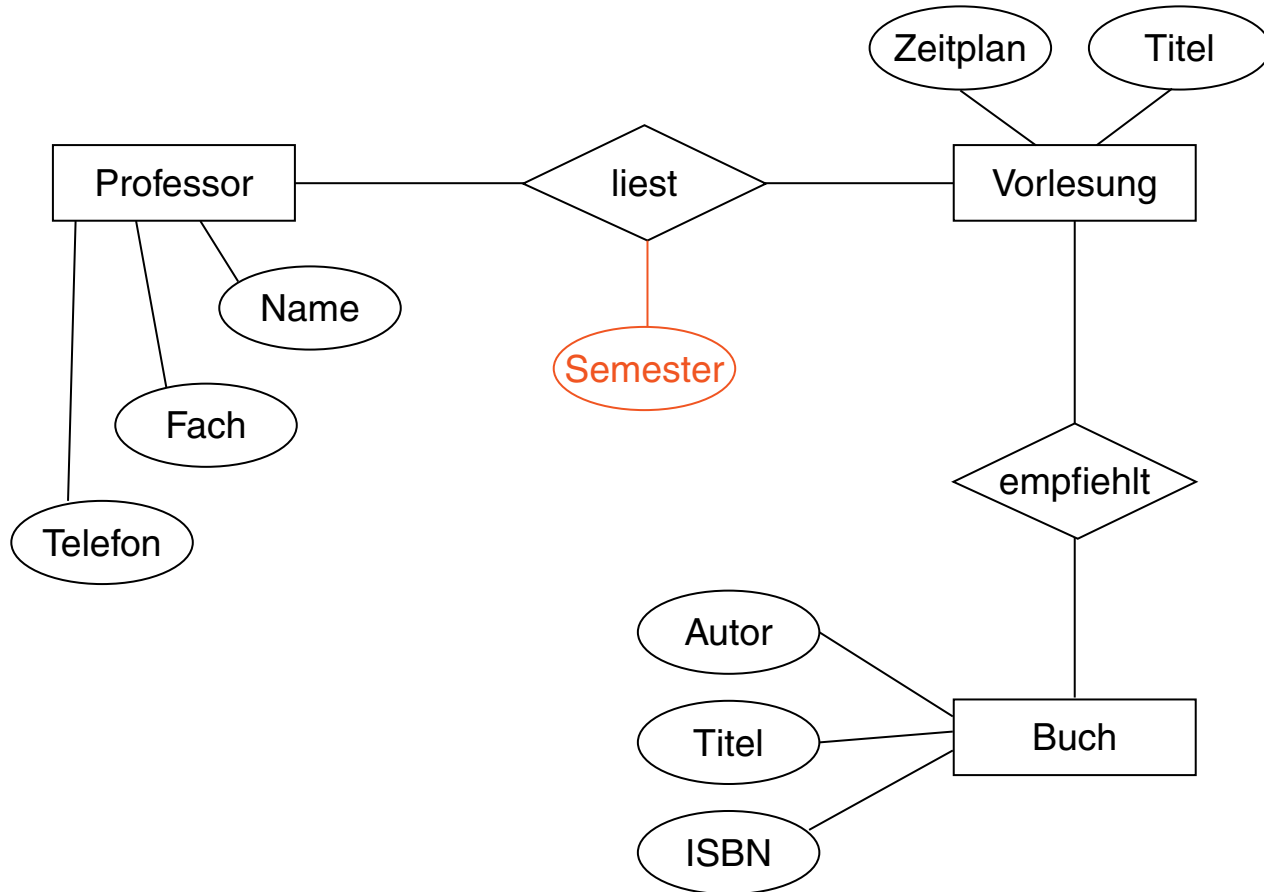 Zeitplan
Titel
Professor
liest
Vorlesung
Name
Semester
Fach
empfiehlt
Telefon
Autor
Titel
Buch
ISBN